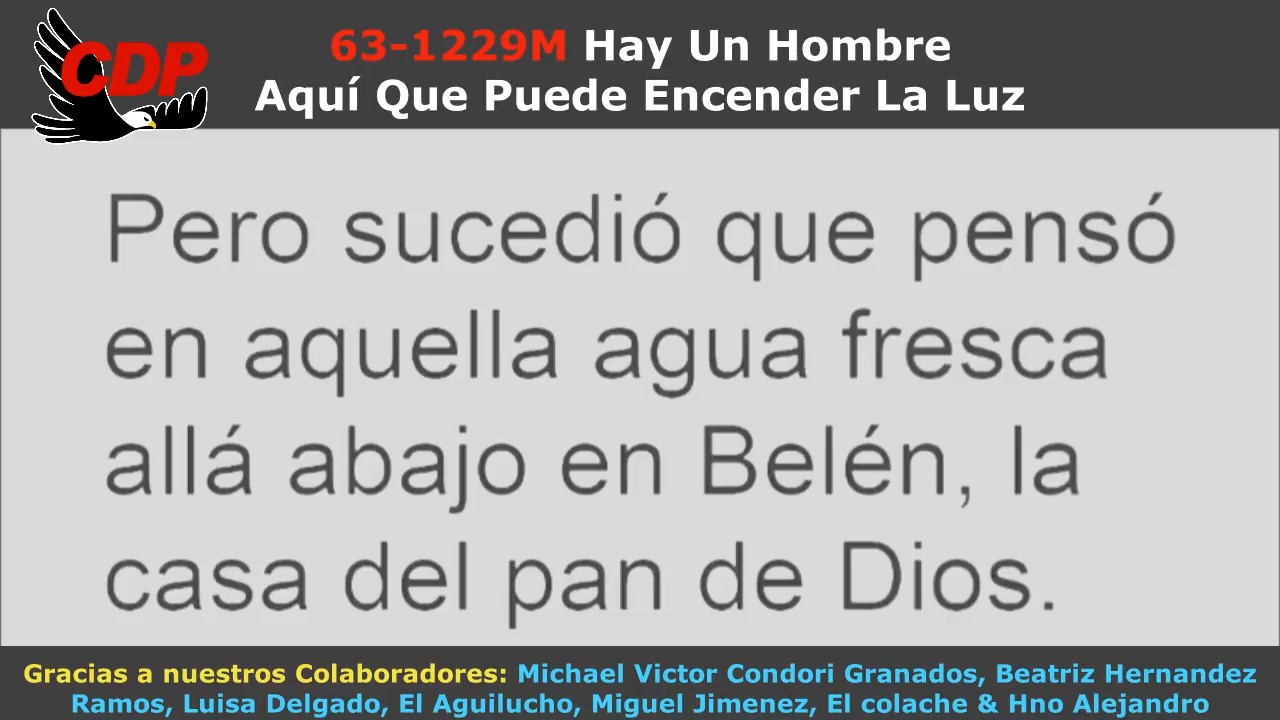 CDP
63-1229M Hay Un Hombre
Aquí Que Puede Encender La Luz
Pero sucedió que pensó
en aquella agua fresca
allá abajo en Belén, la
casa del pan de Dios.
Gracias a nuestros Colaboradores: Michael Victor Condori Granados, Beatriz Hernandez
Ramos, Luisa Delgado, El Aguilucho, Miguel Jimenez, El colache & Hno Alejandro